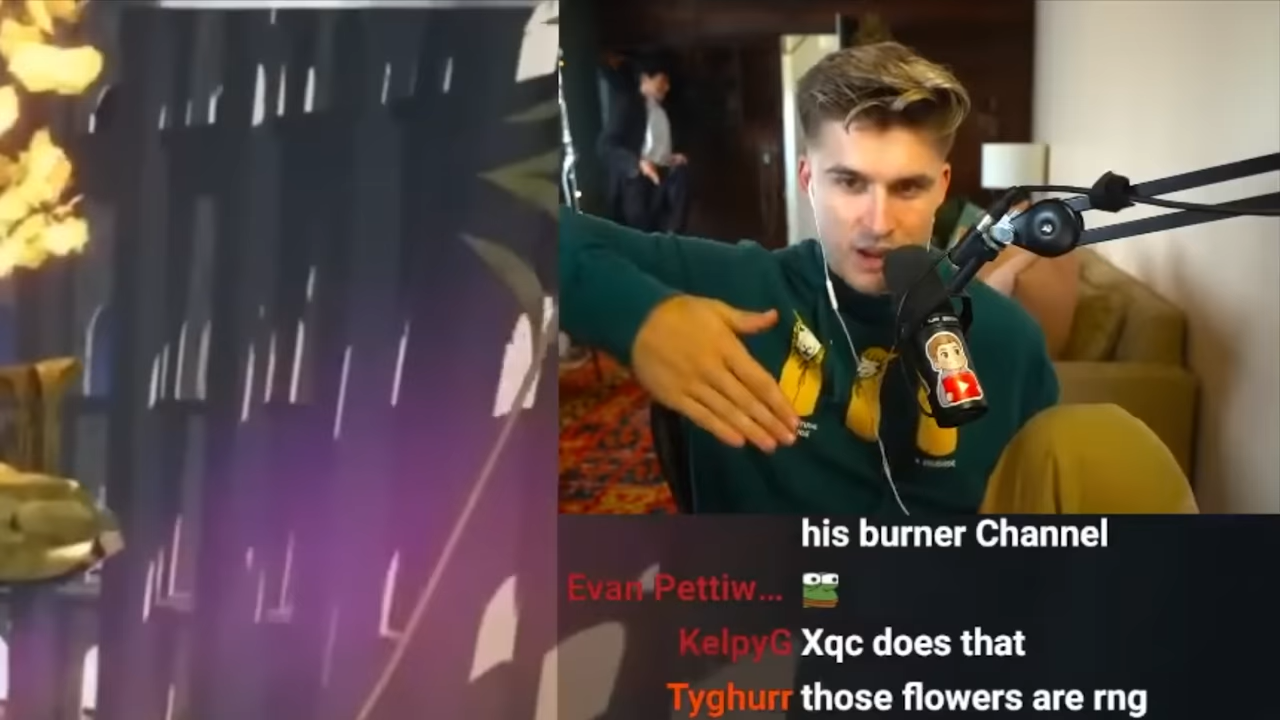 his burner Channel
Evan Pettiw...
KelpyG Xqc does that
Tyghurr those flowers are rng